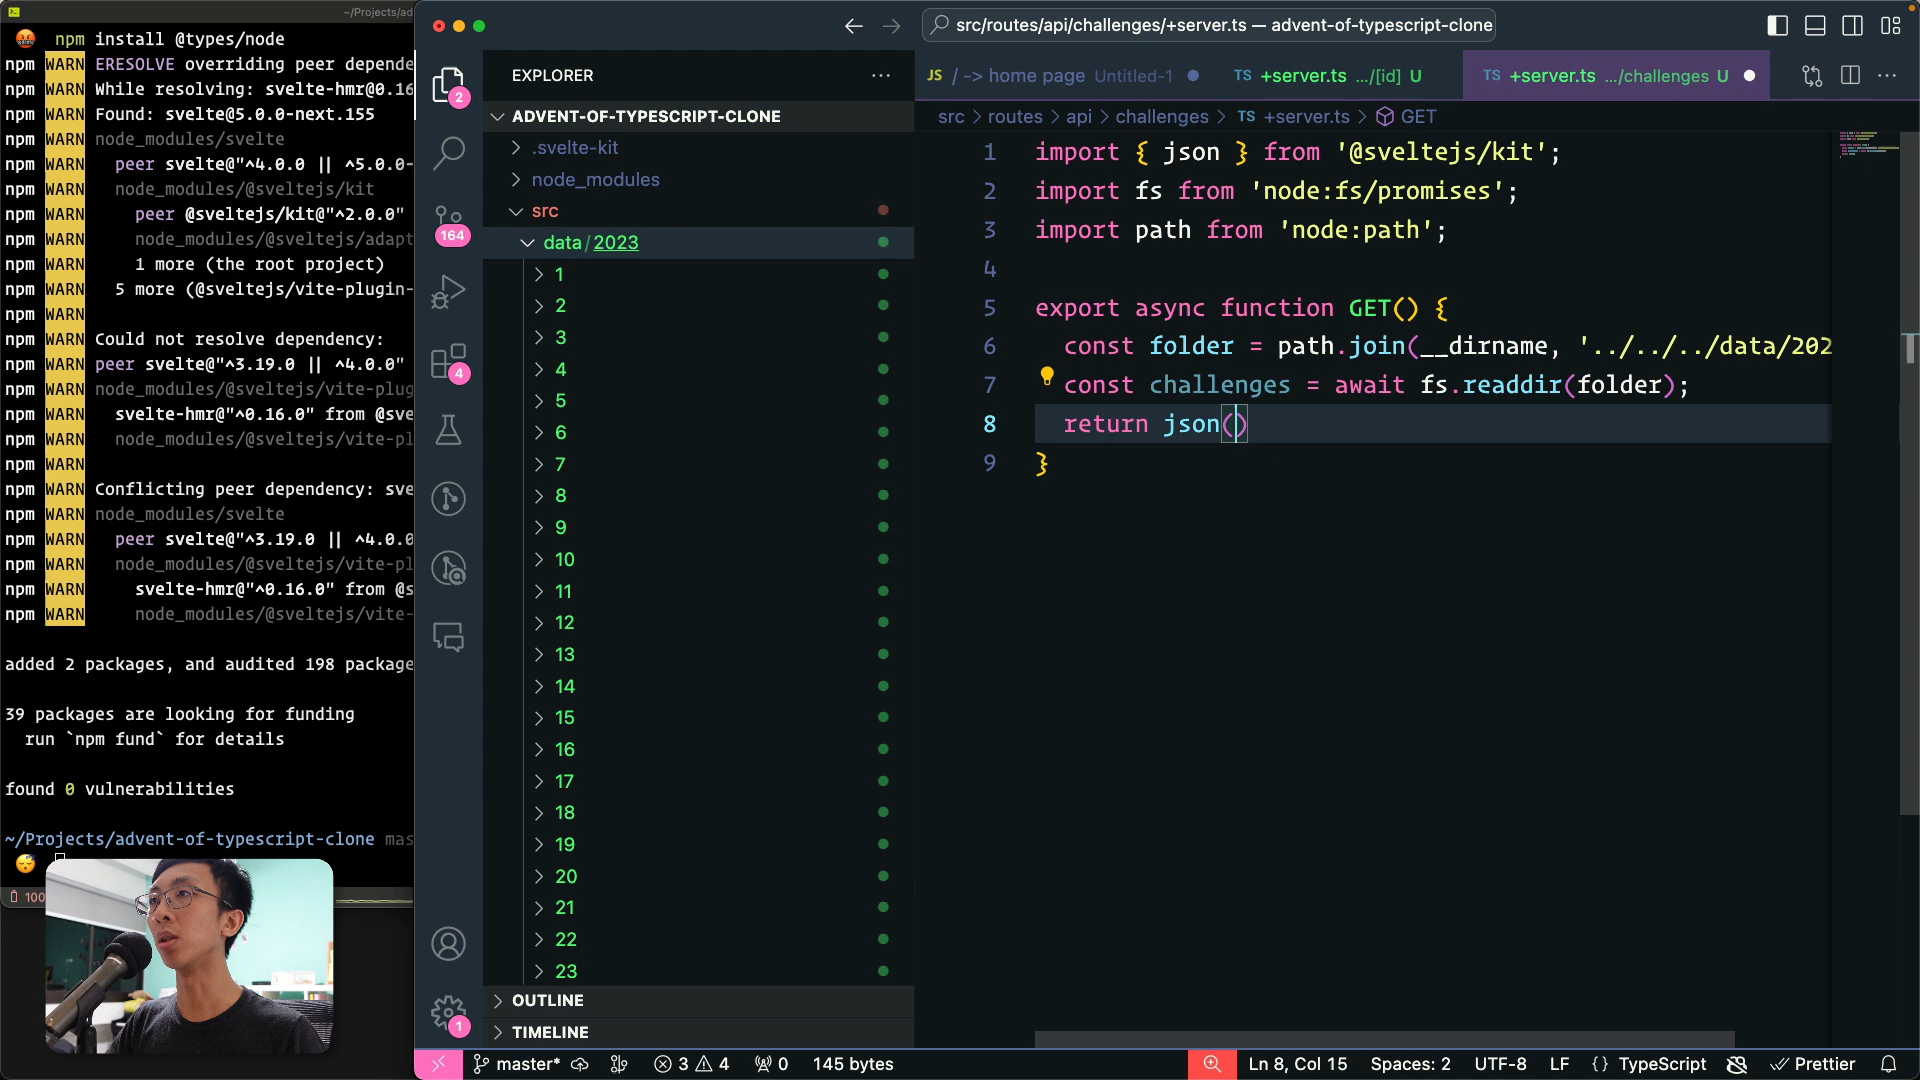 ~/Projects/ad
npm install @types/node
npm WARN ERESOLVE overriding peer depende
npm WARN While resolving: svelte-hmr@0.16
npm WARN Found: svelte@5.0.0-next.155
npm WARN node_modules/svelte
npm WARN peer svelte@"^4.0.0 || ^5.0.0-
npm WARN node_modules/@sveltejs/kit
npm WARN peer @sveltejs/kit@"^2.0.0"
npm WARN node_modules/@sveltejs/adapt
npm WARN 1 more (the root project)
npm WARN 5 more (@sveltejs/vite-plugin-
npm WARN
npm WARN Could not resolve dependency:
npm WARN peer svelte@"^3.19.0 || ^4.0.0"
npm WARN node_modules/@sveltejs/vite-plug
npm WARN svelte-hmr@"^0.16.0" from @sve
npm WARN node_modules/@sveltejs/vite-pl
npm WARN
npm WARN Conflicting peer dependency: sve
npm WARN node_modules/svelte
npm WARN peer svelte@"^3.19.0 || ^4.0.0
npm WARN node_modules/@sveltejs/vite-pl
npm WARN svelte-hmr@"^0.16.0" from @s
npm WARN node_modules/@sveltejs/vite-
added 2 packages, and audited 198 package
39 packages are looking for funding
run `npm fund` for details
found 0 vulnerabilities
~/Projects/advent-of-typescript-clone mas
100
src/routes/api/challenges/+server.ts — advent-of-typescript-clone
2
164
4
1
EXPLORER
ADVENT-OF-TYPESCRIPT-CLONE
.svelte-kit
node_modules
src
data/2023
1
2
3
4
5
6
7
8
9
10
11
12
13
14
15
16
17
18
19
20
21
22
23
OUTLINE
TIMELINE
JS / -> home page Untitled-1
TS +server.ts .../[id] U
TS +server.ts .../challenges U
src > routes > api > challenges > TS +server.ts > GET
1 import { json } from '@sveltejs/kit';
2 import fs from 'node:fs/promises';
3 import path from 'node:path';
4
5 export async function GET() {
6 const folder = path.join(__dirname, '../../../data/202
7 const challenges = await fs.readdir(folder);
8 return json()
9 }
master* 3 4 0 145 bytes Ln 8, Col 15 Spaces: 2 UTF-8 LF {} TypeScript Prettier